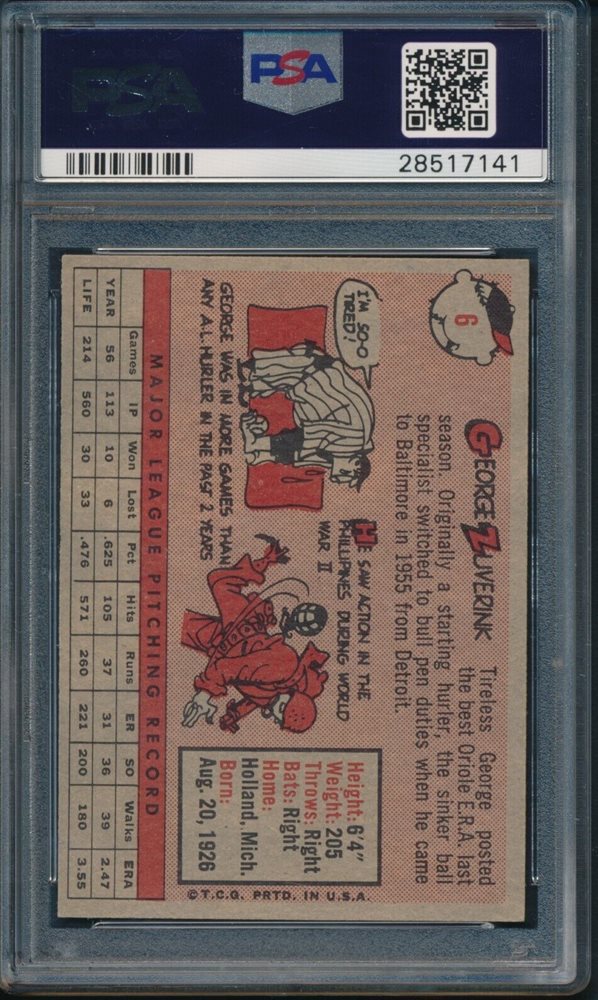 PSA
PSA
28517141
6
GEORGE ZUVERINK
Tireless George posted
the best Oriole E.R.A. last
season. Originally a starting hurler, the sinker ball
specialist switched to bull pen duties when he came
to Baltimore in 1955 from Detroit.
I'M SO-O
TIRED!
GEORGE WAS IN MORE GAMES THAN
ANY A.L. HURLER IN THE PAST 2 YEARS
HE SAW ACTION IN THE
PHILLIPINES DURING WORLD
WAR II
Height: 6'4"
Weight: 205
Throws: Right
Bats: Right
Home:
Holland, Mich.
Born:
Aug. 20, 1926
MAJOR LEAGUE PITCHING RECORD
Games IP Won Lost Pct Hits Runs ER SO Walks ERA
YEAR 56 113 10 6 .625 105 37 31 36 39 2.47
LIFE 214 560 30 33 .476 571 260 221 200 180 3.55
©T.C.G. PRTD. IN U.S.A.